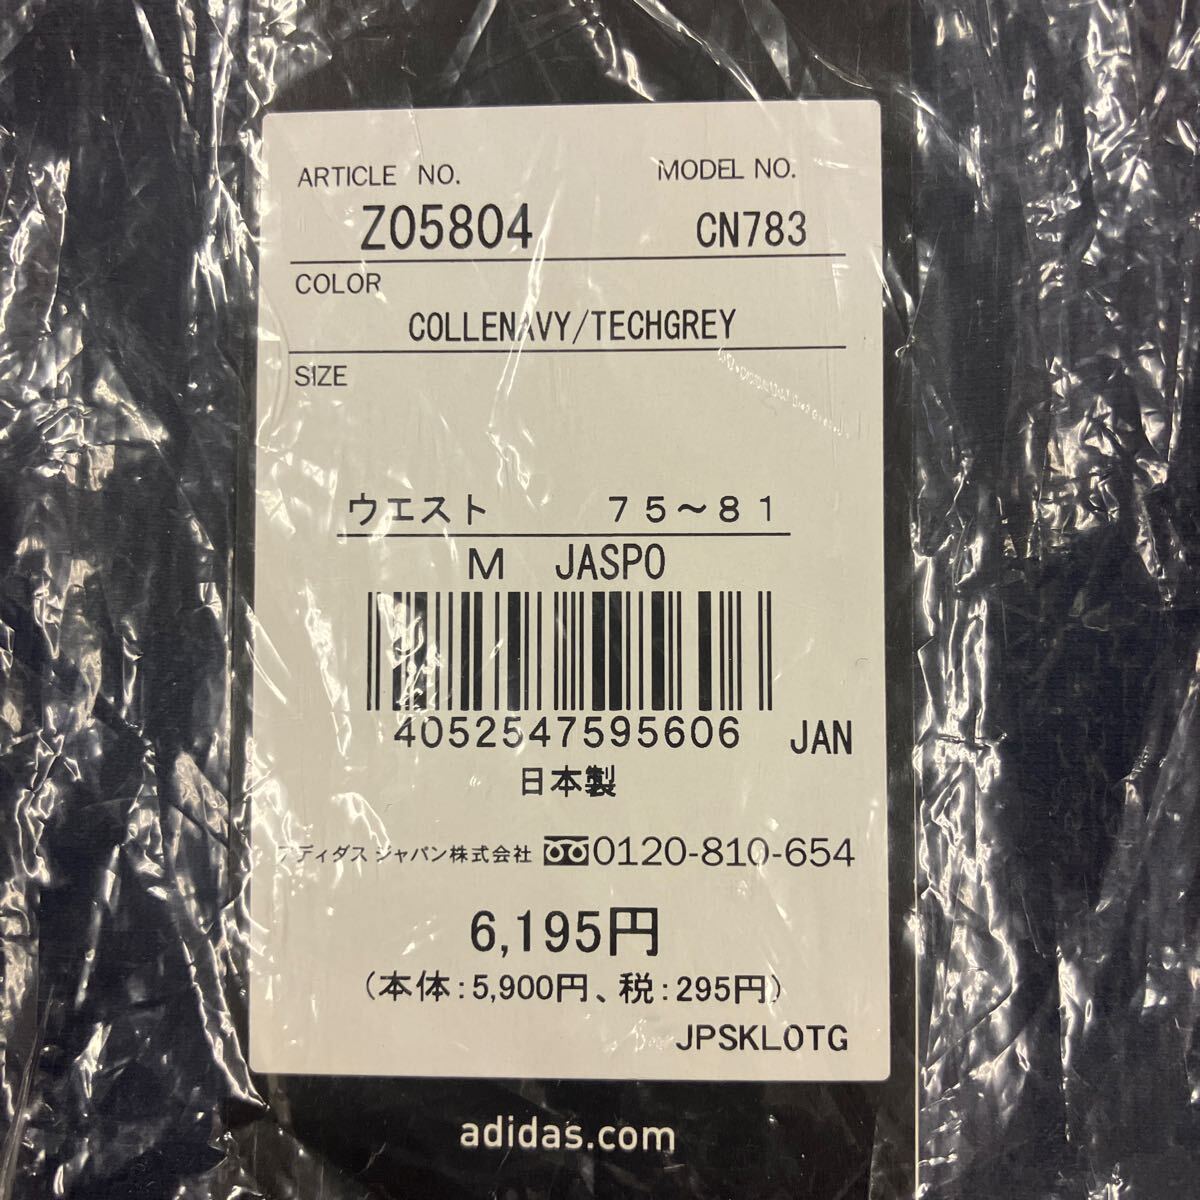 ARTICLE NO. MODEL NO.
Z05804 CN783
COLOR
COLLENAVY/TECHGREY
SIZE
ウエスト 75〜81
M JASPO
4052547595606 JAN
日本製
アディダス ジャパン株式会社 0120-810-654
6,195円
(本体:5,900円、税:295円)
JPSKLOTG
adidas.com